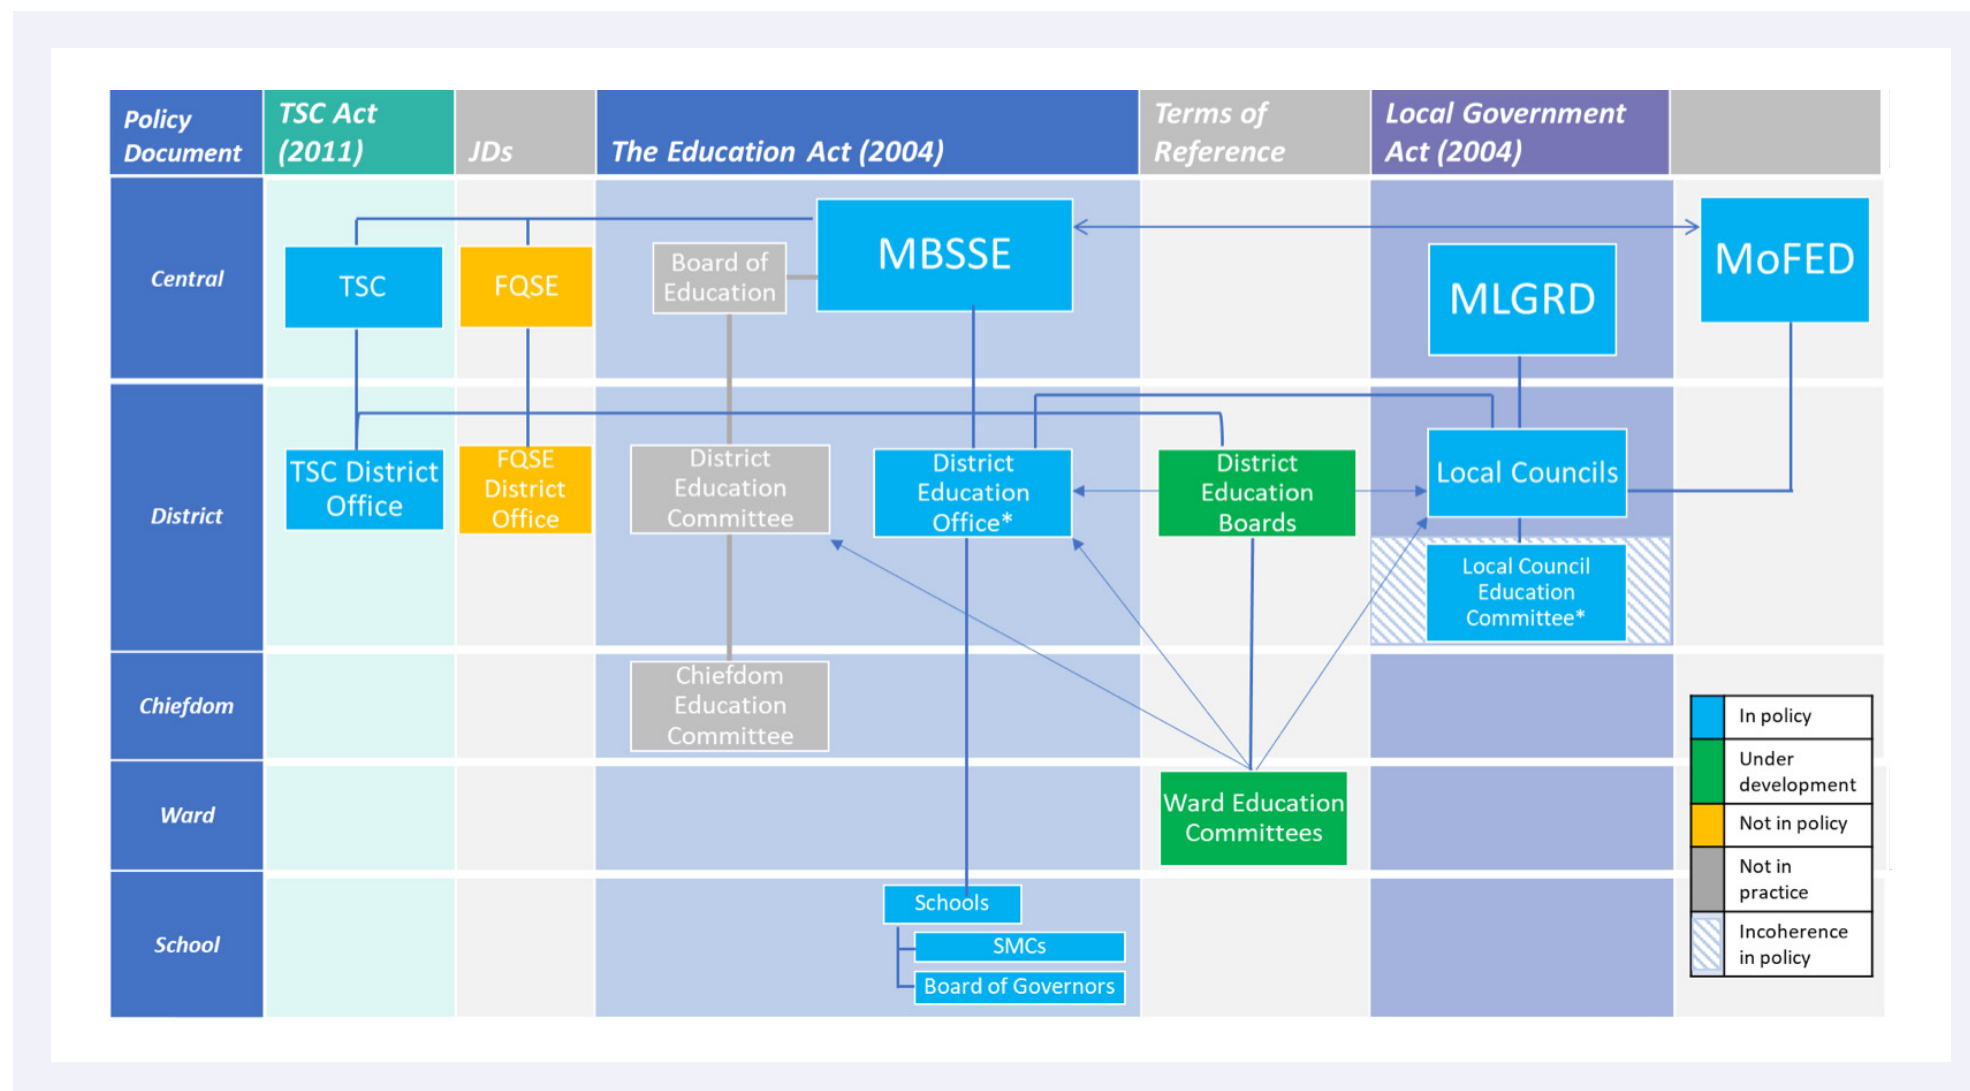 Policy
Document
TSC Act
(2011)
JDs
The Education Act (2004)
Terms of
Reference
Local Government
Act (2004)
Central
TSC
FQSE
Board of
Education
MBSSE
MLGRD
MoFED
District
TSC District
Office
FQSE
District
Office
District
Education
Committee
District
Education
Office*
District
Education
Boards
Local Councils
Local Council
Education
Committee*
Chiefdom
Chiefdom
Education
Committee
Ward
Ward Education
Committees
School
Schools
SMCs
Board of Governors
In policy
Under
development
Not in policy
Not in
practice
Incoherence
in policy